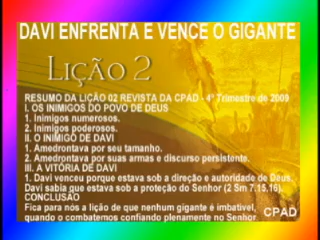 DAVI ENFRENTA E VENCE O GIGANTE
LIÇÃO 2
RESUMO DA LIÇÃO 02 REVISTA DA CPAD - 4º Trimestre de 2009
I. OS INIMIGOS DO POVO DE DEUS
1. Inimigos numerosos.
2. Inimigos poderosos.
II. O INIMIGO DE DAVI
1. Amedrontava por seu tamanho.
2. Amedrontava por suas armas e discurso persistente.
III. A VITÓRIA DE DAVI
1. Davi venceu porque estava sob a direção e autoridade de Deus.
Davi sabia que estava sob a proteção do Senhor (2 Sm 7.15,16).
CONCLUSÃO
Fica para nós a lição de que nenhum gigante é imbatível,
quando o combatemos confiando plenamente no Senhor.
CPAD